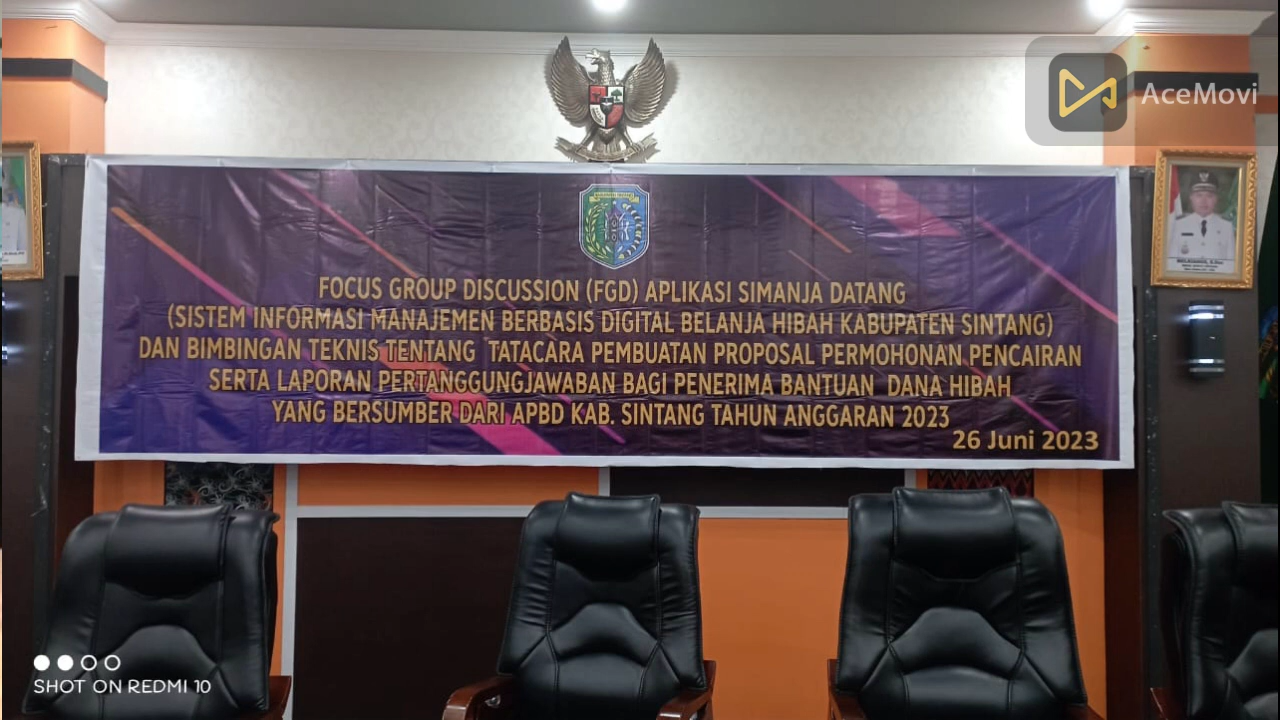 AceMovi
FOCUS GROUP DISCUSSION (FGD) APLIKASI SIMANJA DATANG
(SISTEM INFORMASI MANAJEMEN BERBASIS DIGITAL BELANJA HIBAH KABUPATEN SINTANG)
DAN BIMBINGAN TEKNIS TENTANG TATACARA PEMBUATAN PROPOSAL PERMOHONAN PENCAIRAN
SERTA LAPORAN PERTANGGUNGJAWABAN BAGI PENERIMA BANTUAN DANA HIBAH
YANG BERSUMBER DARI APBD KAB. SINTANG TAHUN ANGGARAN 2023
26 Juni 2023
SHOT ON REDMI 10